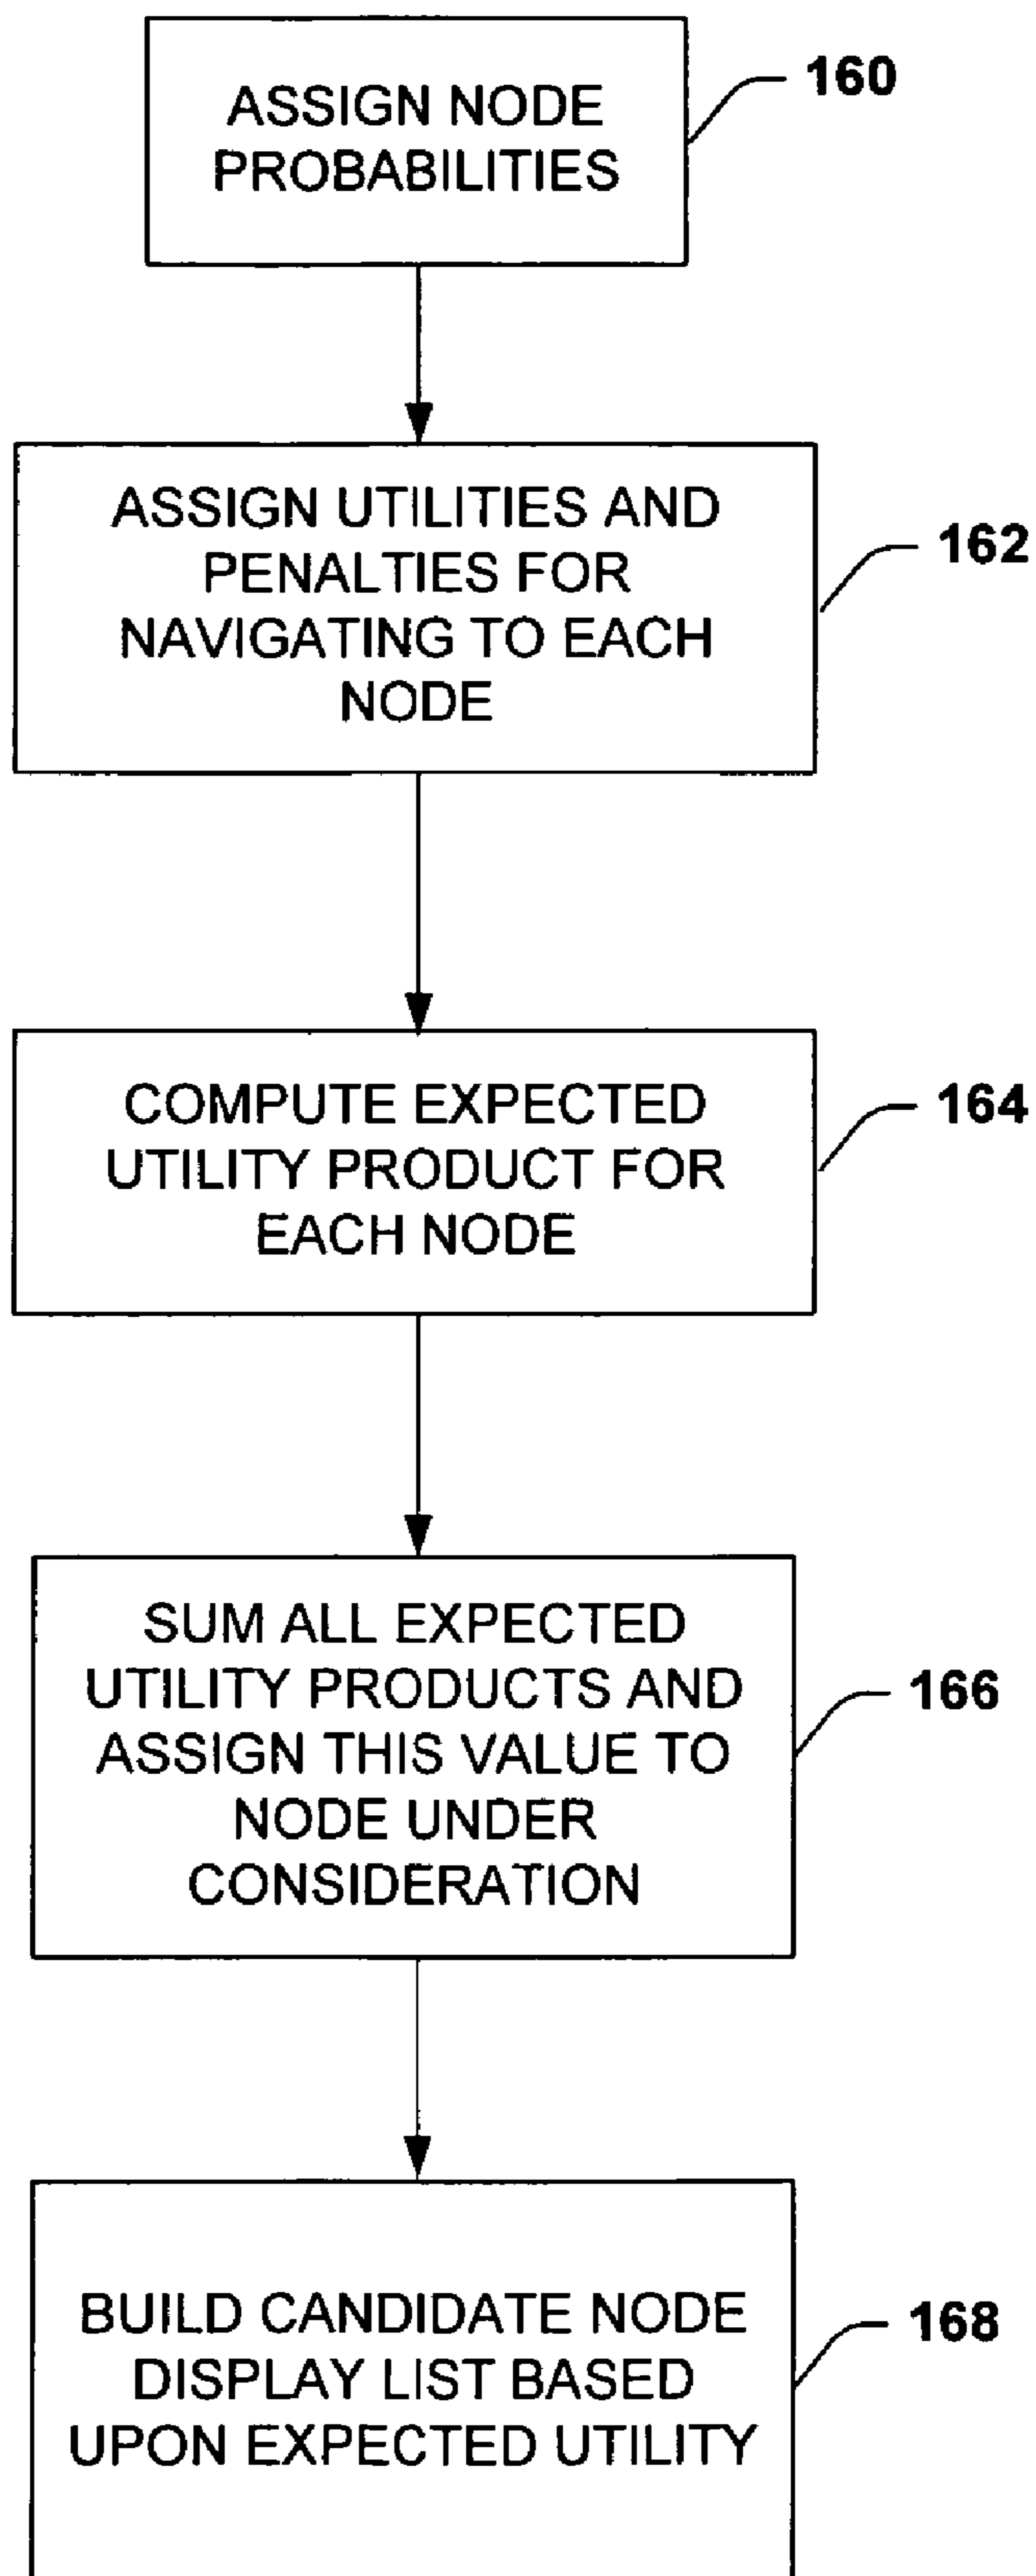 ASSIGN NODE
PROBABILITIES
160
ASSIGN UTILITIES AND
PENALTIES FOR
NAVIGATING TO EACH
NODE
162
COMPUTE EXPECTED
UTILITY PRODUCT FOR
EACH NODE
164
SUM ALL EXPECTED
UTILITY PRODUCTS AND
ASSIGN THIS VALUE TO
NODE UNDER
CONSIDERATION
166
BUILD CANDIDATE NODE
DISPLAY LIST BASED
UPON EXPECTED UTILITY
168